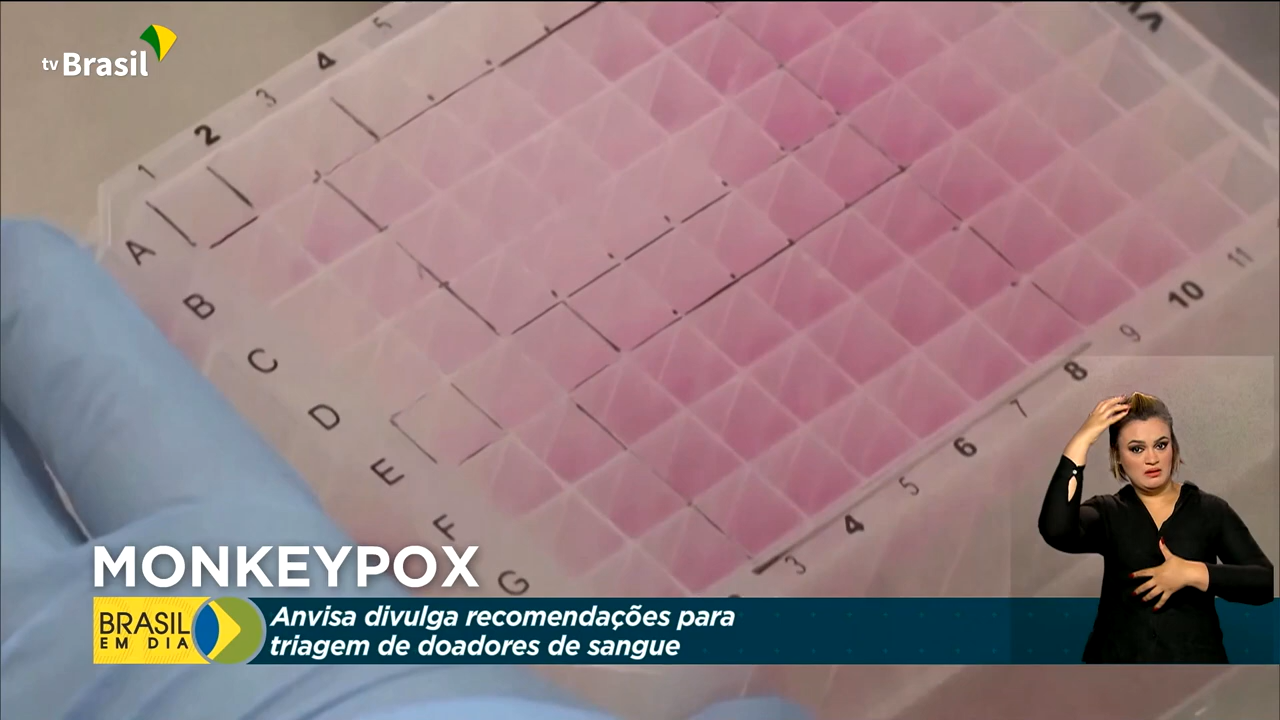 tv Brasil
5
4
3
2
1
A
B
C
D
E
F
G
11
10
9
8
7
6
5
4
3
MONKEYPOX
BRASIL
EM DIA
Anvisa divulga recomendações para
triagem de doadores de sangue